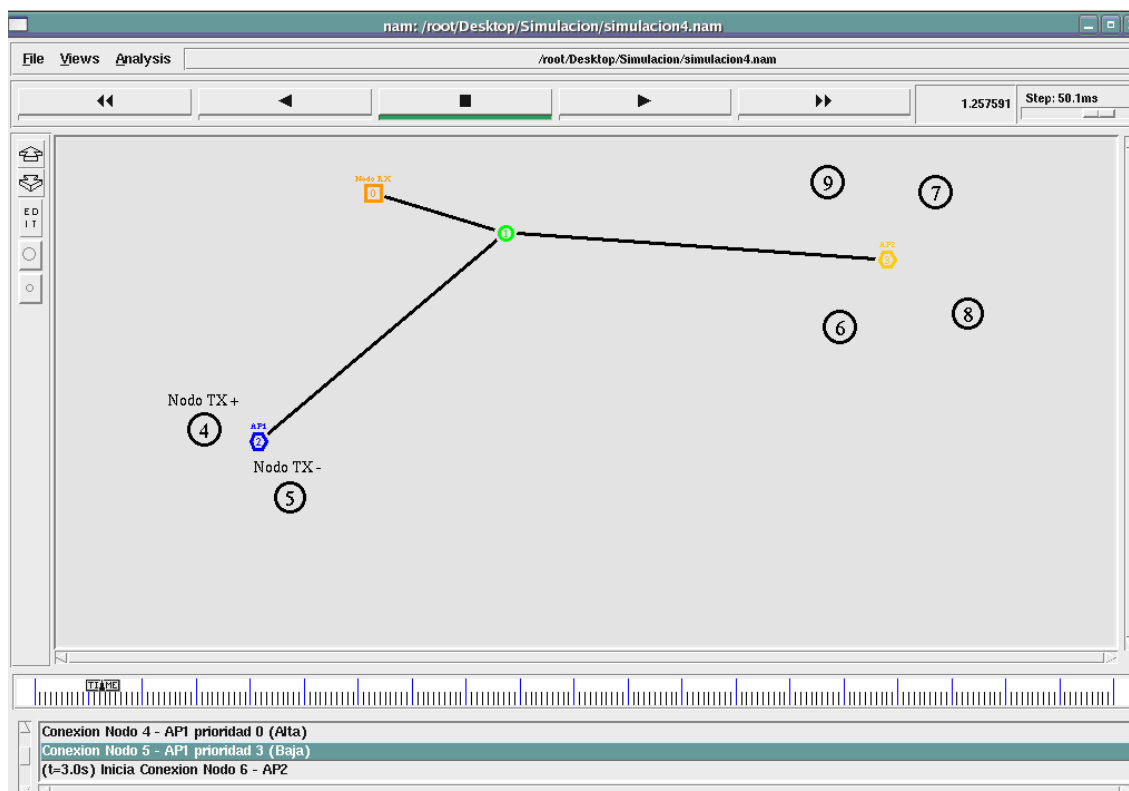 nam: /root/Desktop/Simulacion/simulacion4.nam
File Views Analysis /root/Desktop/Simulacion/simulacion4.nam
1.257591 Step: 50.1ms
ED
IT
Nodo RX
0
1
9
7
AP2
3
6
8
Nodo TX +
4
AP1
2
Nodo TX -
5
TIME
Conexion Nodo 4 - AP1 prioridad 0 (Alta)
Conexion Nodo 5 - AP1 prioridad 3 (Baja)
(t=3.0s) Inicia Conexion Nodo 6 - AP2